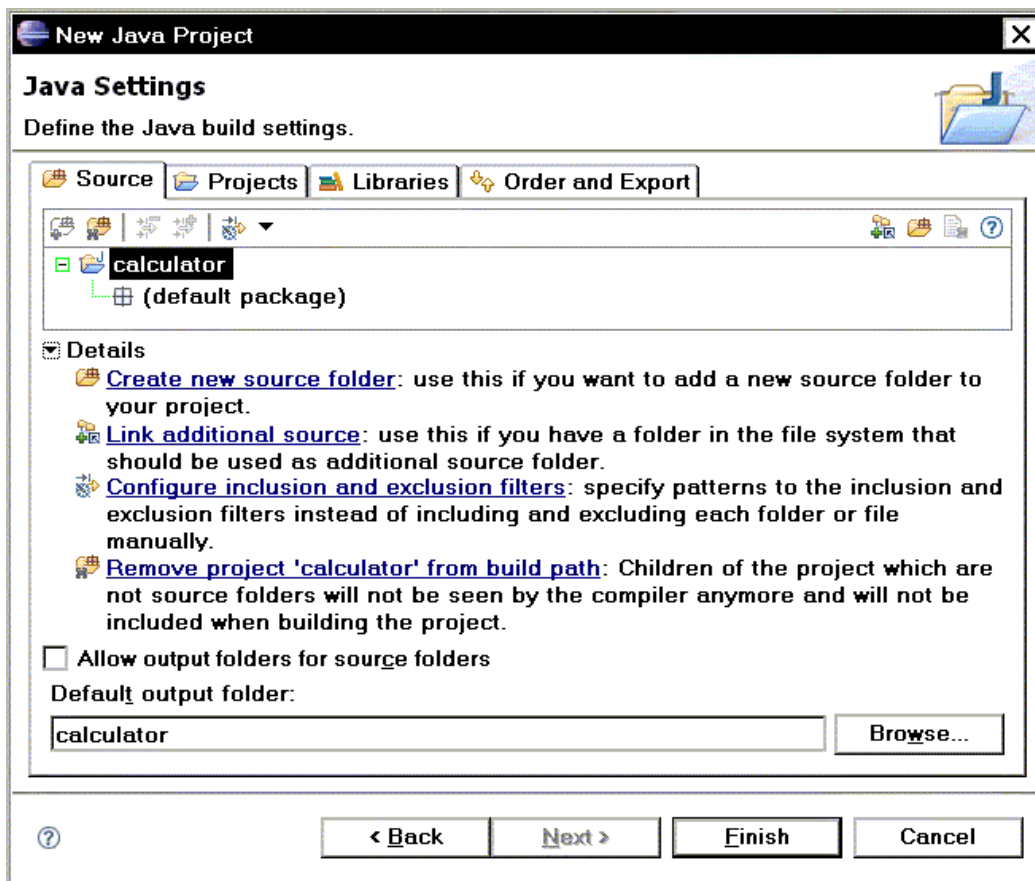 New Java Project
Java Settings
Define the Java build settings.
Source Projects Libraries Order and Export
calculator
(default package)
Details
Create new source folder: use this if you want to add a new source folder to
your project.
Link additional source: use this if you have a folder in the file system that
should be used as additional source folder.
Configure inclusion and exclusion filters: specify patterns to the inclusion and
exclusion filters instead of including and excluding each folder or file
manually.
Remove project 'calculator' from build path: Children of the project which are
not source folders will not be seen by the compiler anymore and will not be
included when building the project.
Allow output folders for source folders
Default output folder:
calculator
Browse...
< Back Next > Finish Cancel